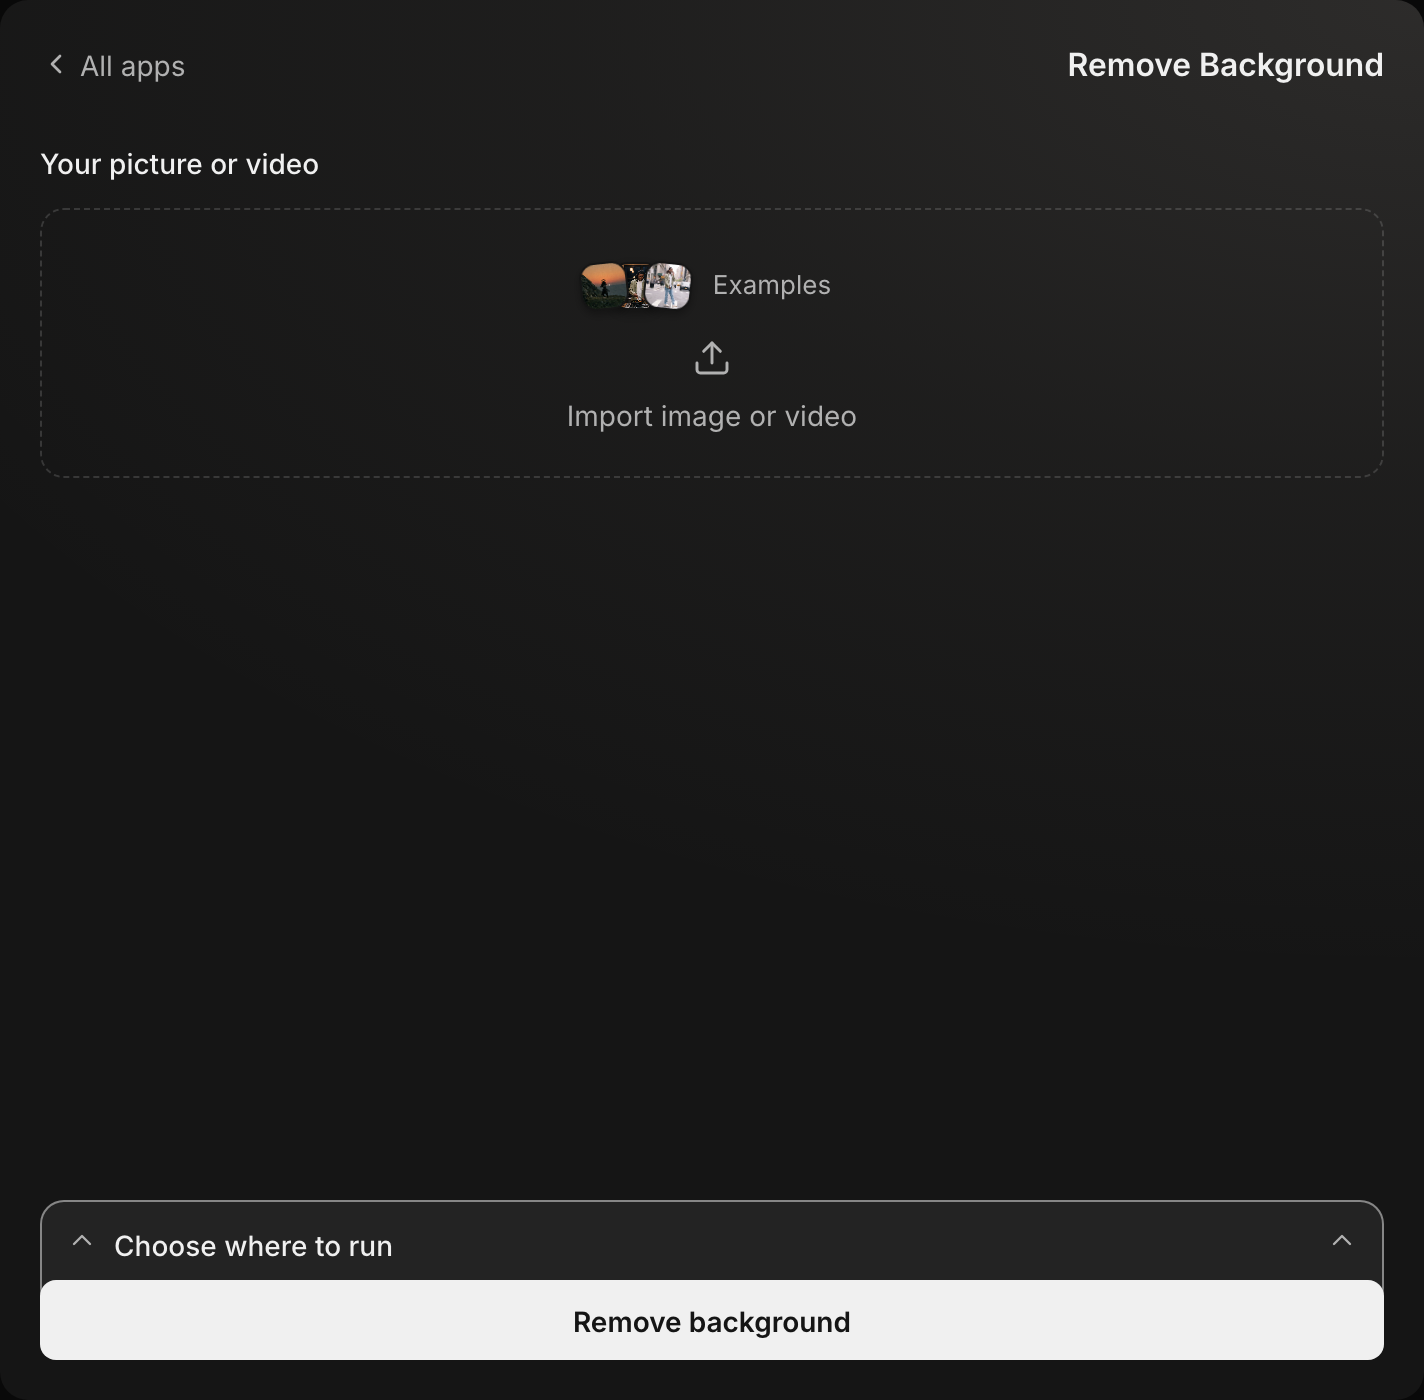 All apps
Remove Background
Your picture or video
Examples
Import image or video
Choose where to run
Remove background